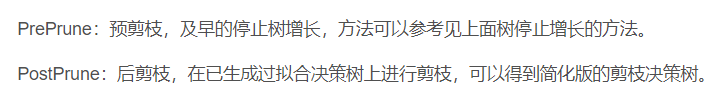 PrePrune：预剪枝，及早的停止树增长，方法可以参考见上面树停止增长的方法。
PostPrune：后剪枝，在已生成过拟合决策树上进行剪枝，可以得到简化版的剪枝决策树。